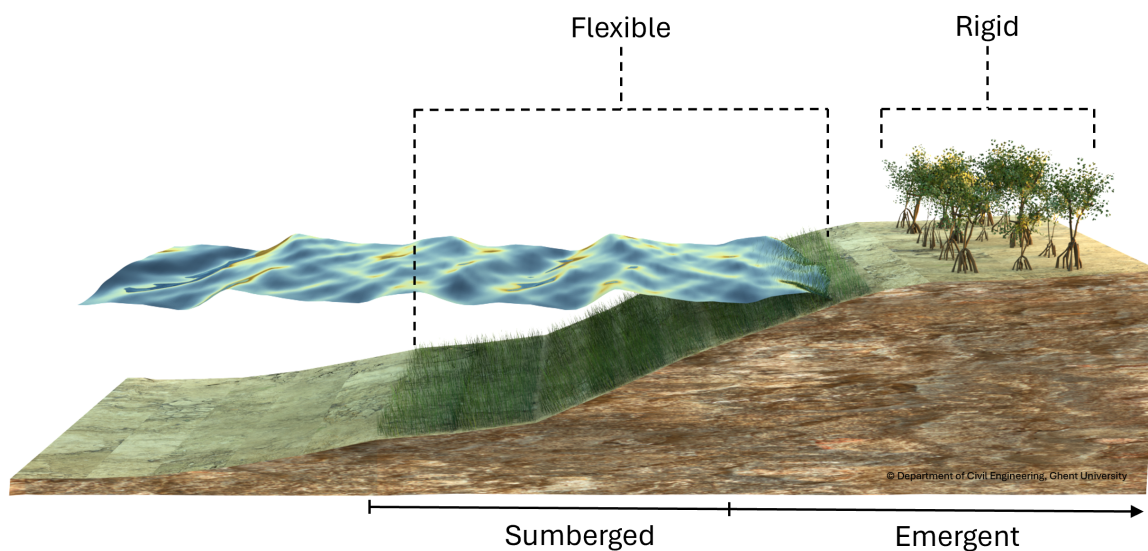 Flexible
Rigid
© Department of Civil Engineering, Ghent University
Sumberged
Emergent